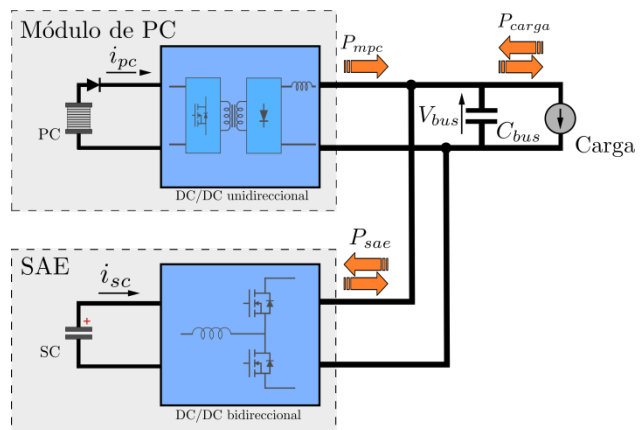 Módulo de PC
i_pc
PC
DC/DC unidireccional
P_mpc
P_carga
V_bus
C_bus
Carga
SAE
i_sc
+
SC
DC/DC bidireccional
P_sae